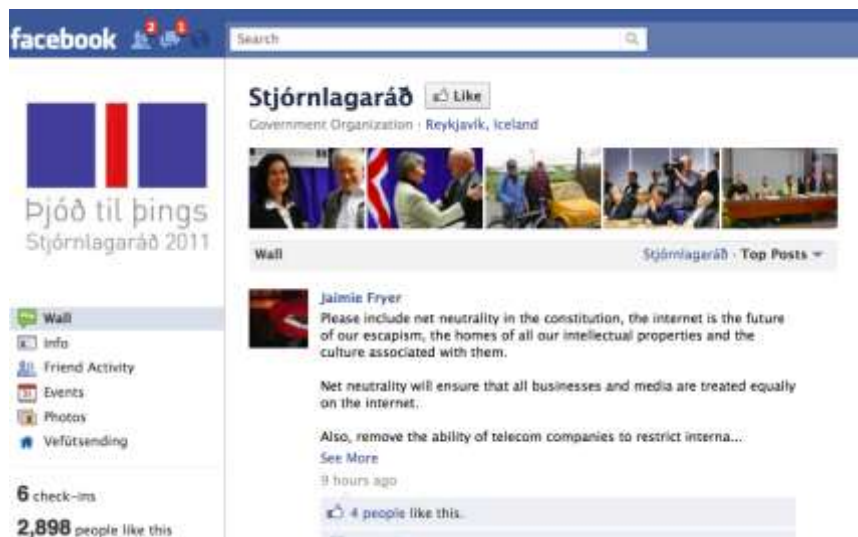 facebook
2
1
Search
Stjórnlagaráð
Like
Government Organization · Reykjavík, Iceland
Þjóð til þings
Stjórnlagaráð 2011
Wall
Stjórnlagaráð · Top Posts
Wall
Info
Friend Activity
31
Events
Photos
Vefútsending
6 check-ins
2,898 people like this
Jaimie Fryer
Please include net neutrality in the constitution, the internet is the future
of our escapism, the homes of all our intellectual properties and the
culture associated with them.
Net neutrality will ensure that all businesses and media are treated equally
on the internet.
Also, remove the ability of telecom companies to restrict interna...
See More
9 hours ago
4 people like this.